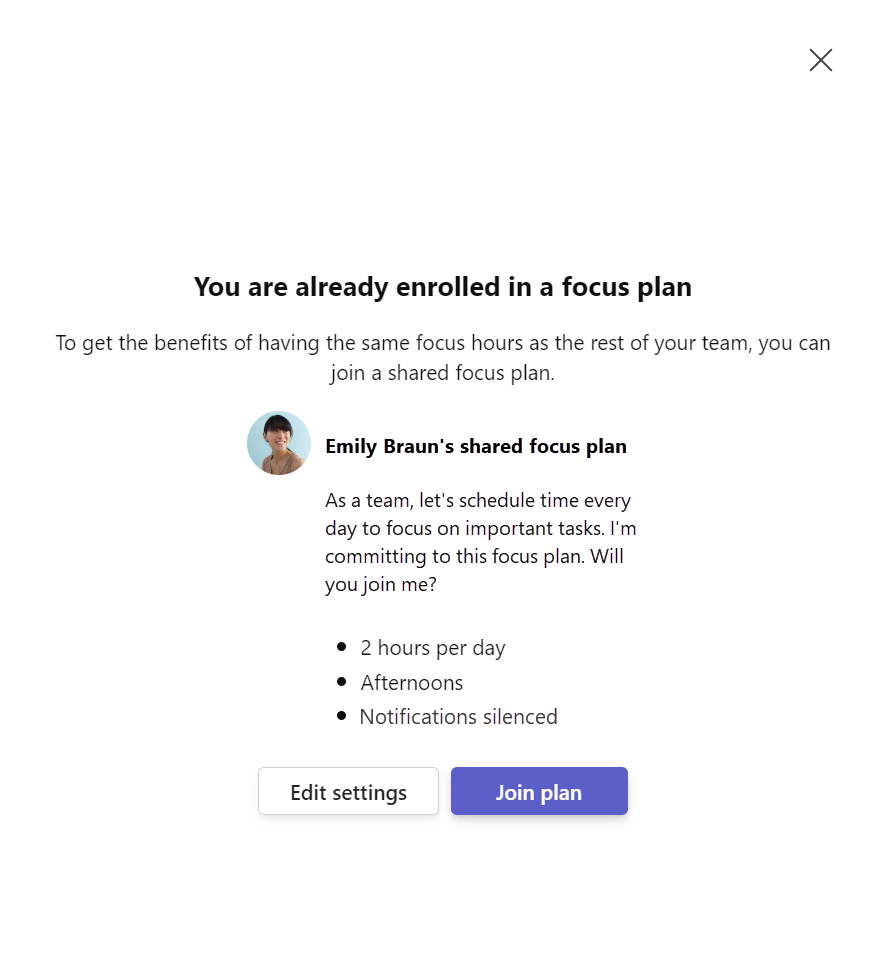 You are already enrolled in a focus plan
To get the benefits of having the same focus hours as the rest of your team, you can
join a shared focus plan.
Emily Braun's shared focus plan
As a team, let's schedule time every
day to focus on important tasks. I'm
committing to this focus plan. Will
you join me?
• 2 hours per day
• Afternoons
• Notifications silenced
Edit settings
Join plan